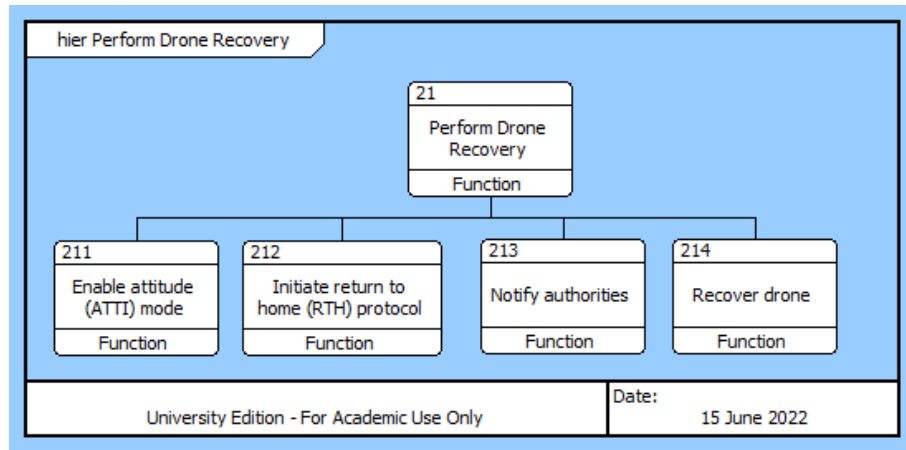 hier Perform Drone Recovery
21
Perform Drone
Recovery
Function
211
Enable attitude
(ATTI) mode
Function
212
Initiate return to
home (RTH) protocol
Function
213
Notify authorities
Function
214
Recover drone
Function
University Edition - For Academic Use Only
Date:
15 June 2022